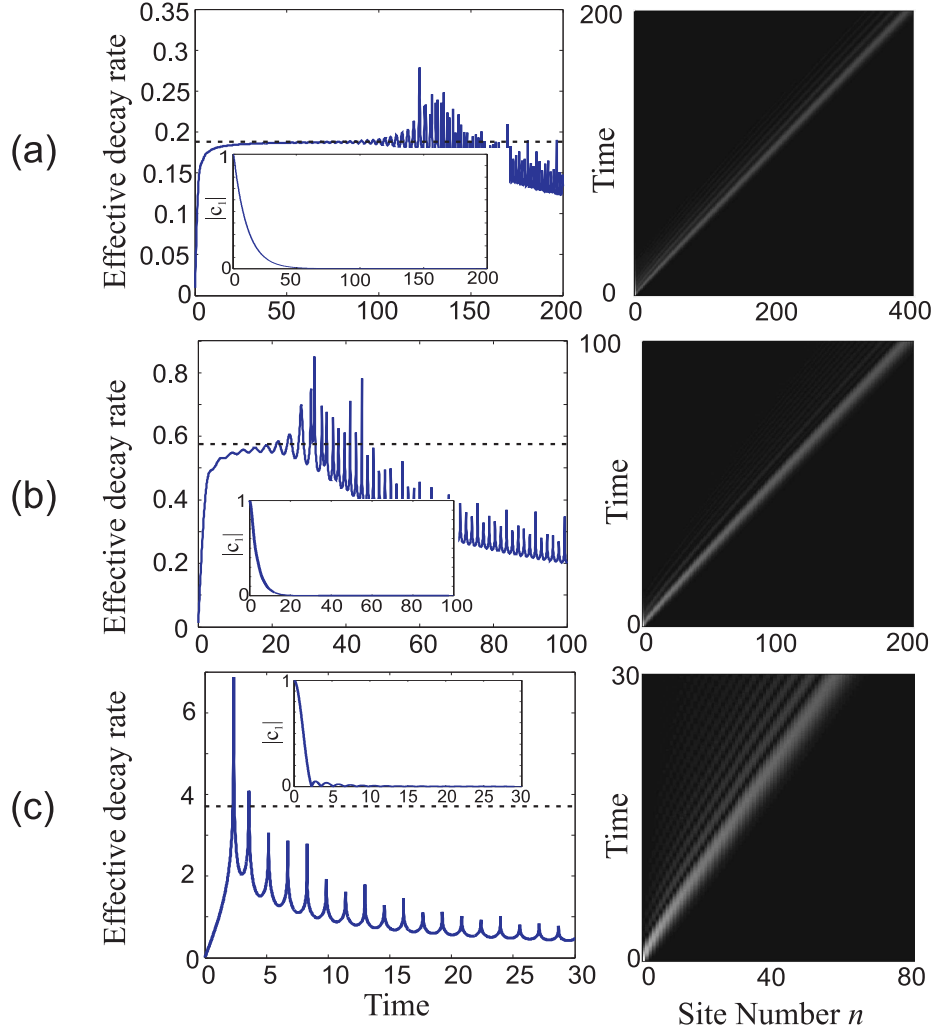 (a)
Effective decay rate
0.35
0.3
0.25
0.2
0.15
0.1
0.05
0
0 50 100 150 200
|c₁|
1
0
0 50 100 150 200
Time
200
0
0 200 400
(b)
Effective decay rate
0.8
0.6
0.4
0.2
0
0 20 40 60 80 100
|c₁|
1
0
0 20 40 60 80 100
Time
100
0
0 100 200
(c)
Effective decay rate
6
4
2
0
0 5 10 15 20 25 30
Time
|c₁|
1
0
0 5 10 15 20 25 30
Time
30
0
0 40 80
Site Number n